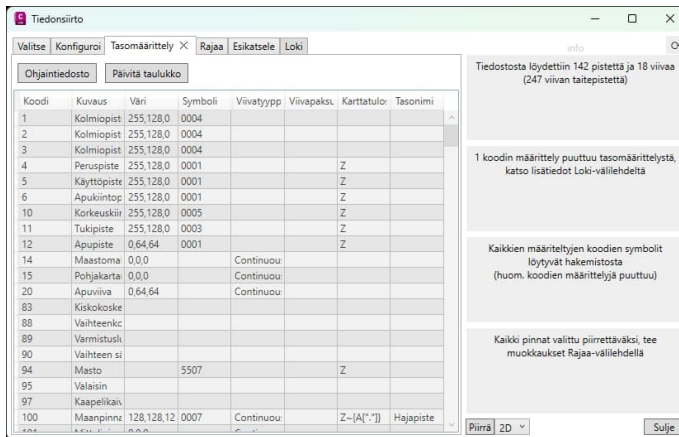 Tiedonsiirto
Valitse Konfiguroi Tasomäärittely Rajaa Esikatsele Loki
info
Ohjaintiedosto Päivitä taulukko
Koodi Kuvaus Väri Symboli Viivatyypp Viivapaksu Karttatulo: Tasonimi
1 Kolmiopist 255,128,0 0004
2 Kolmiopist 255,128,0 0004
3 Kolmiopist 255,128,0 0004
4 Peruspiste 255,128,0 0001 Z
5 Käyttöpiste 255,128,0 0001 Z
6 Apukiintop 255,128,0 0001 Z
10 Korkeuskiir 255,128,0 0005 Z
11 Tukipiste 255,128,0 0003 Z
12 Apupiste 0,64,64 0001 Z
14 Maastomal 0,0,0 Continuou:
15 Pohjakarta 0,0,0 Continuou:
20 Apuviiva 0,64,64 Continuou:
83 Kiskokoske
88 Vaihteenkc
89 Varmistuslu
90 Vaihteen sä
94 Masto 5507 Z
95 Valaisin
97 Kaapelikaiv
100 Maanpinna 128,128,12 0007 Continuou: Z~{A["."]} Hajapiste
Tiedostosta löydettiin 142 pistettä ja 18 viivaa
(247 viivan taitepistettä)
1 koodin määrittely puuttuu tasomäärittelystä,
katso lisätiedot Loki-välilehdeltä
Kaikkien määriteltyjen koodien symbolit
löytyvät hakemistosta
(huom. koodien määrittelyjä puuttuu)
Kaikki pinnat valittu piirrettäväksi, tee
muokkaukset Rajaa-välilehdellä
Piirrä 2D Sulje